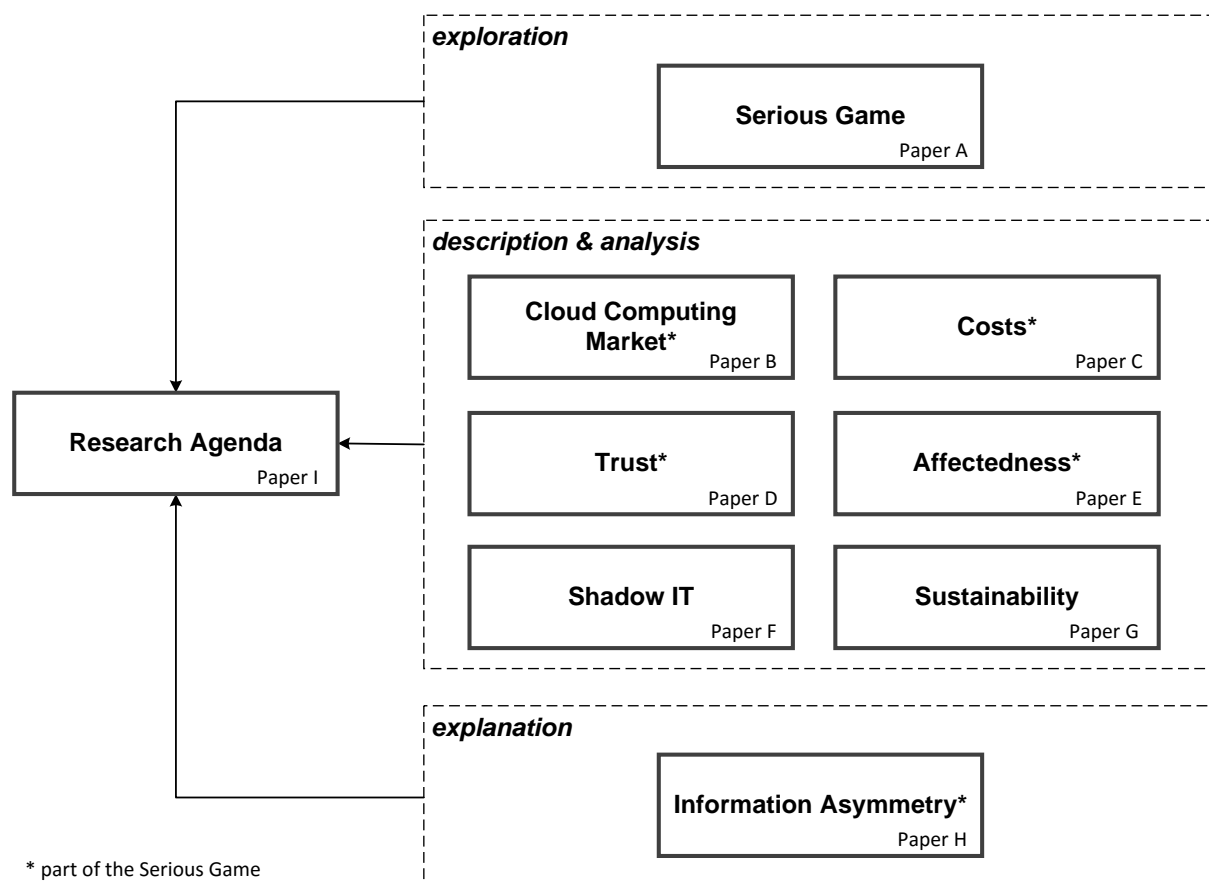 exploration
Serious Game
Paper A
description & analysis
Cloud Computing
Market*
Paper B
Costs*
Paper C
Research Agenda
Paper I
Trust*
Paper D
Affectedness*
Paper E
Shadow IT
Paper F
Sustainability
Paper G
explanation
Information Asymmetry*
Paper H
* part of the Serious Game